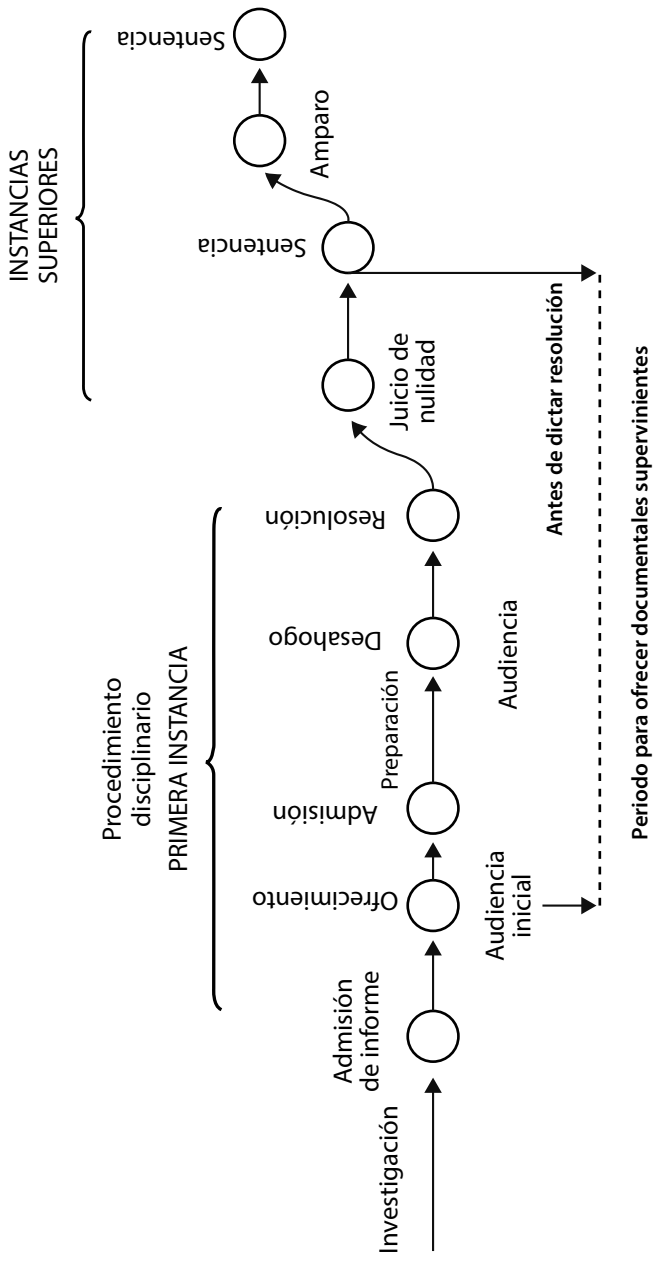 Investigación
Admisión
de informe
Procedimiento
disciplinario
PRIMERA INSTANCIA
Ofrecimiento
Audiencia
inicial
Admisión
Preparación
Desahogo
Audiencia
Resolución
INSTANCIAS
SUPERIORES
Juicio de
nulidad
Sentencia
Amparo
Sentencia
Antes de dictar resolución
Periodo para ofrecer documentales supervinientes